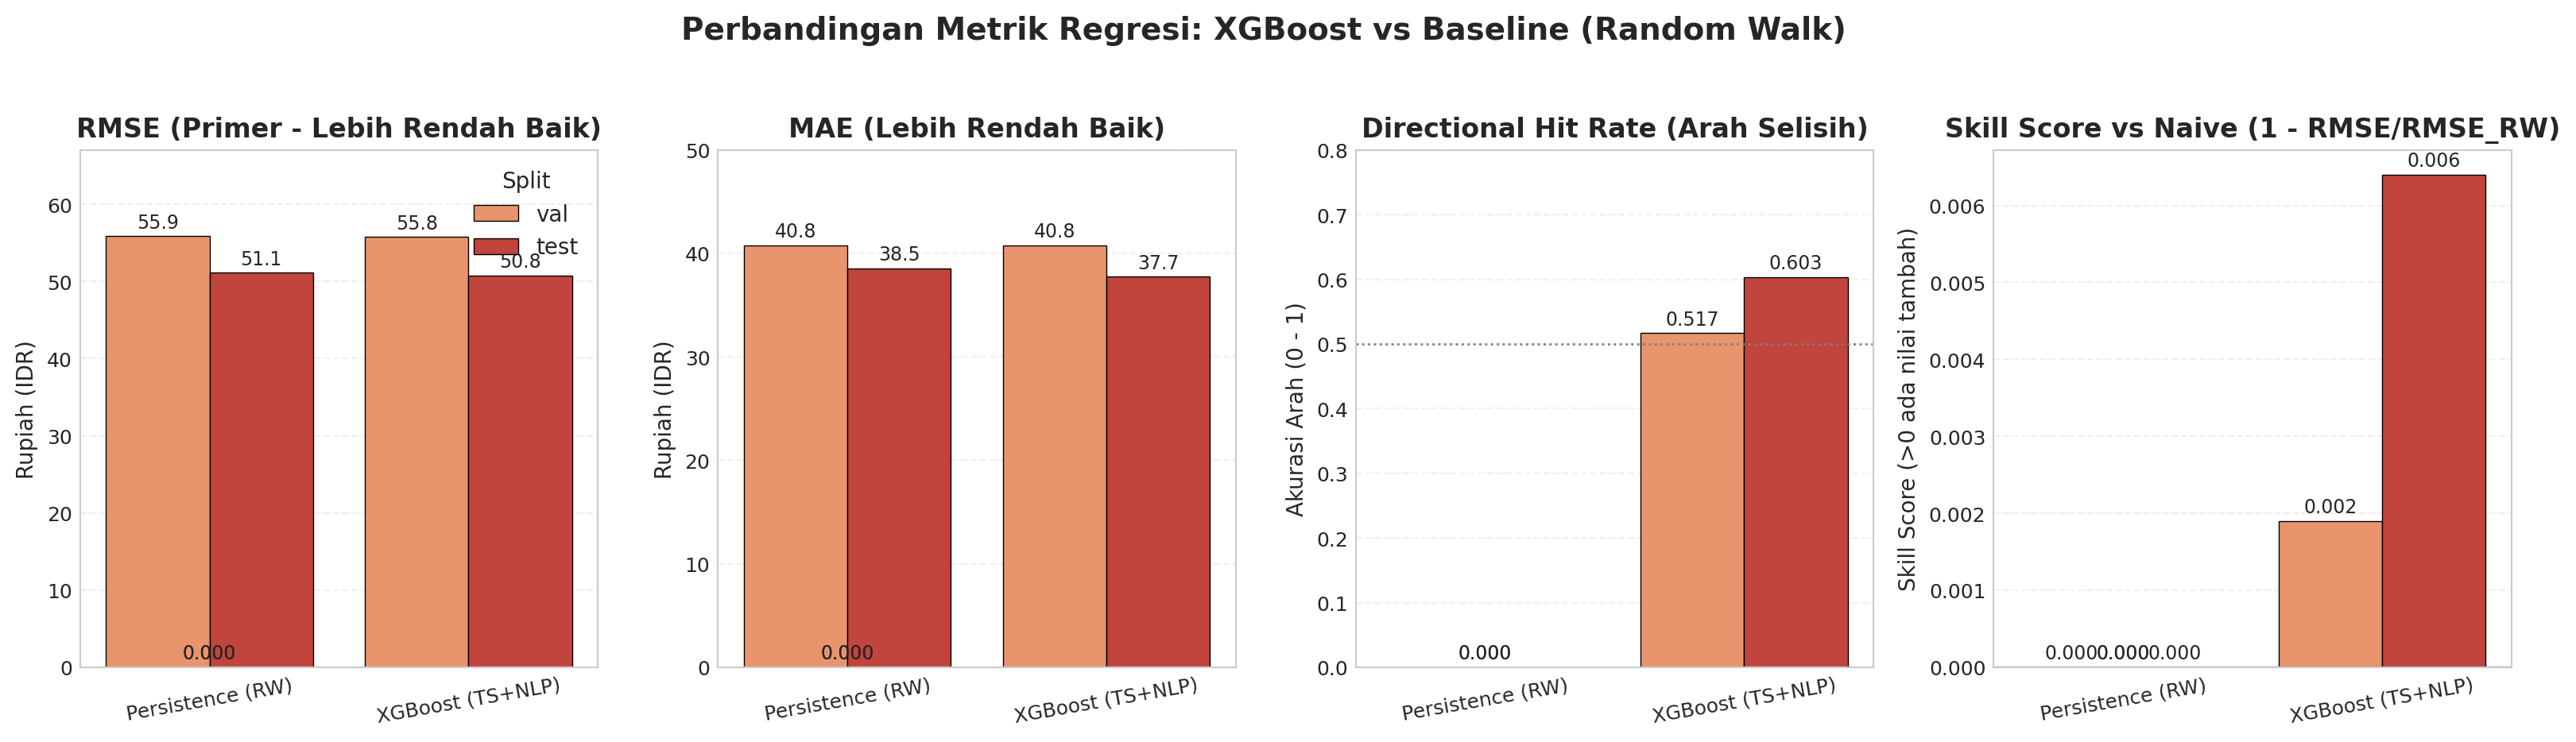 Perbandingan Metrik Regresi: XGBoost vs Baseline (Random Walk)
RMSE (Primer - Lebih Rendah Baik)
Rupiah (IDR)
60
50
40
30
20
10
0
Split
val
test
55.9
51.1
55.8
50.8
0.000
Persistence (RW)
XGBoost (TS+NLP)
MAE (Lebih Rendah Baik)
Rupiah (IDR)
50
40
30
20
10
0
40.8
38.5
40.8
37.7
0.000
Persistence (RW)
XGBoost (TS+NLP)
Directional Hit Rate (Arah Selisih)
Akurasi Arah (0 - 1)
0.8
0.7
0.6
0.5
0.4
0.3
0.2
0.1
0.0
0.000
0.517
0.603
Persistence (RW)
XGBoost (TS+NLP)
Skill Score vs Naive (1 - RMSE/RMSE_RW)
Skill Score (>0 ada nilai tambah)
0.006
0.005
0.004
0.003
0.002
0.001
0.000
0.000
0.000
0.000
0.002
0.006
Persistence (RW)
XGBoost (TS+NLP)